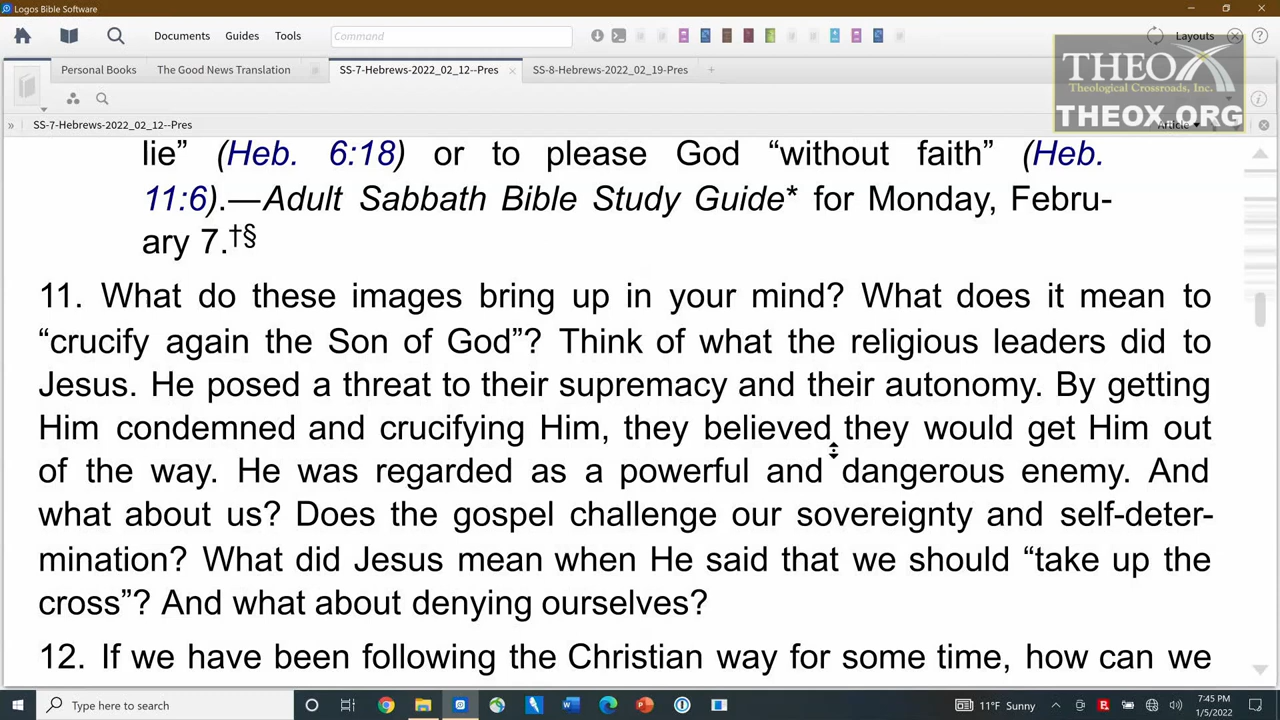 Logos Bible Software
Documents Guides Tools Command Layouts
THEOX
Theological Crossroads, Inc.
THEOX.ORG
Personal Books The Good News Translation SS-7-Hebrews-2022_02_12--Pres SS-8-Hebrews-2022_02_19-Pres
SS-7-Hebrews-2022_02_12--Pres Article
lie” (Heb. 6:18) or to please God “without faith” (Heb.
11:6).—Adult Sabbath Bible Study Guide* for Monday, Febru-
ary 7.†§
11. What do these images bring up in your mind? What does it mean to
“crucify again the Son of God”? Think of what the religious leaders did to
Jesus. He posed a threat to their supremacy and their autonomy. By getting
Him condemned and crucifying Him, they believed they would get Him out
of the way. He was regarded as a powerful and dangerous enemy. And
what about us? Does the gospel challenge our sovereignty and self-deter-
mination? What did Jesus mean when He said that we should “take up the
cross”? And what about denying ourselves?
12. If we have been following the Christian way for some time, how can we
Type here to search
11°F Sunny
7:45 PM
1/5/2022